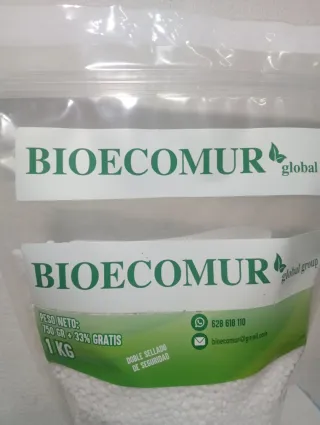 BIOECOMUR global
BIOECOMUR global group
PESO NETO:
750 GR + 33% GRATIS
1 KG
DOBLE SELLADO
DE SEGURIDAD
628 618 110
bioecomur@gmail.com